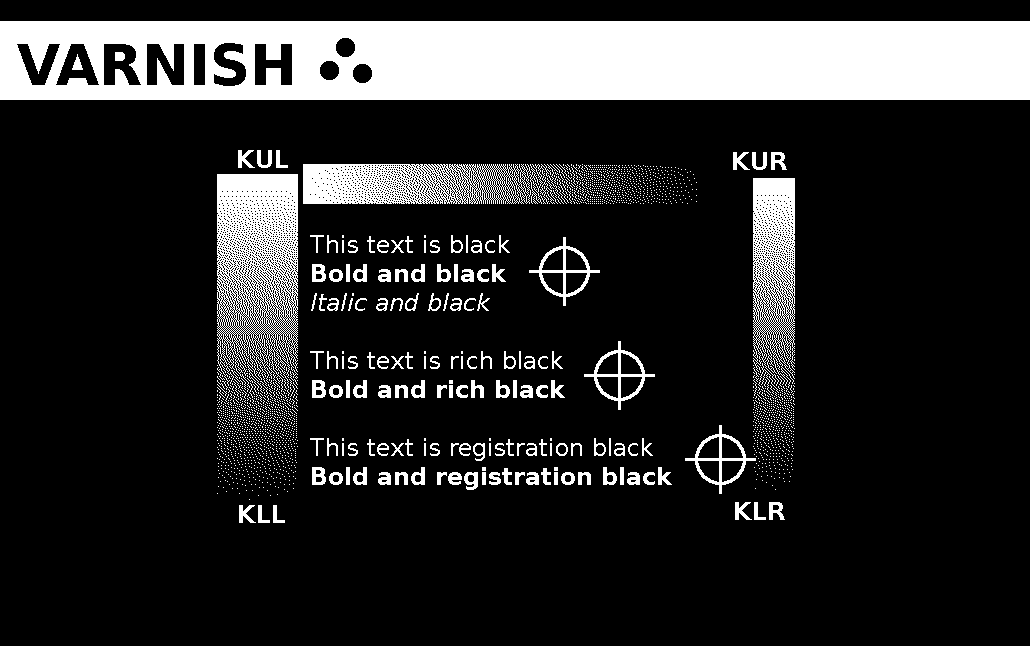 VARNISH
KUL
KUR
This text is black
Bold and black
Italic and black
This text is rich black
Bold and rich black
This text is registration black
Bold and registration black
KLL
KLR